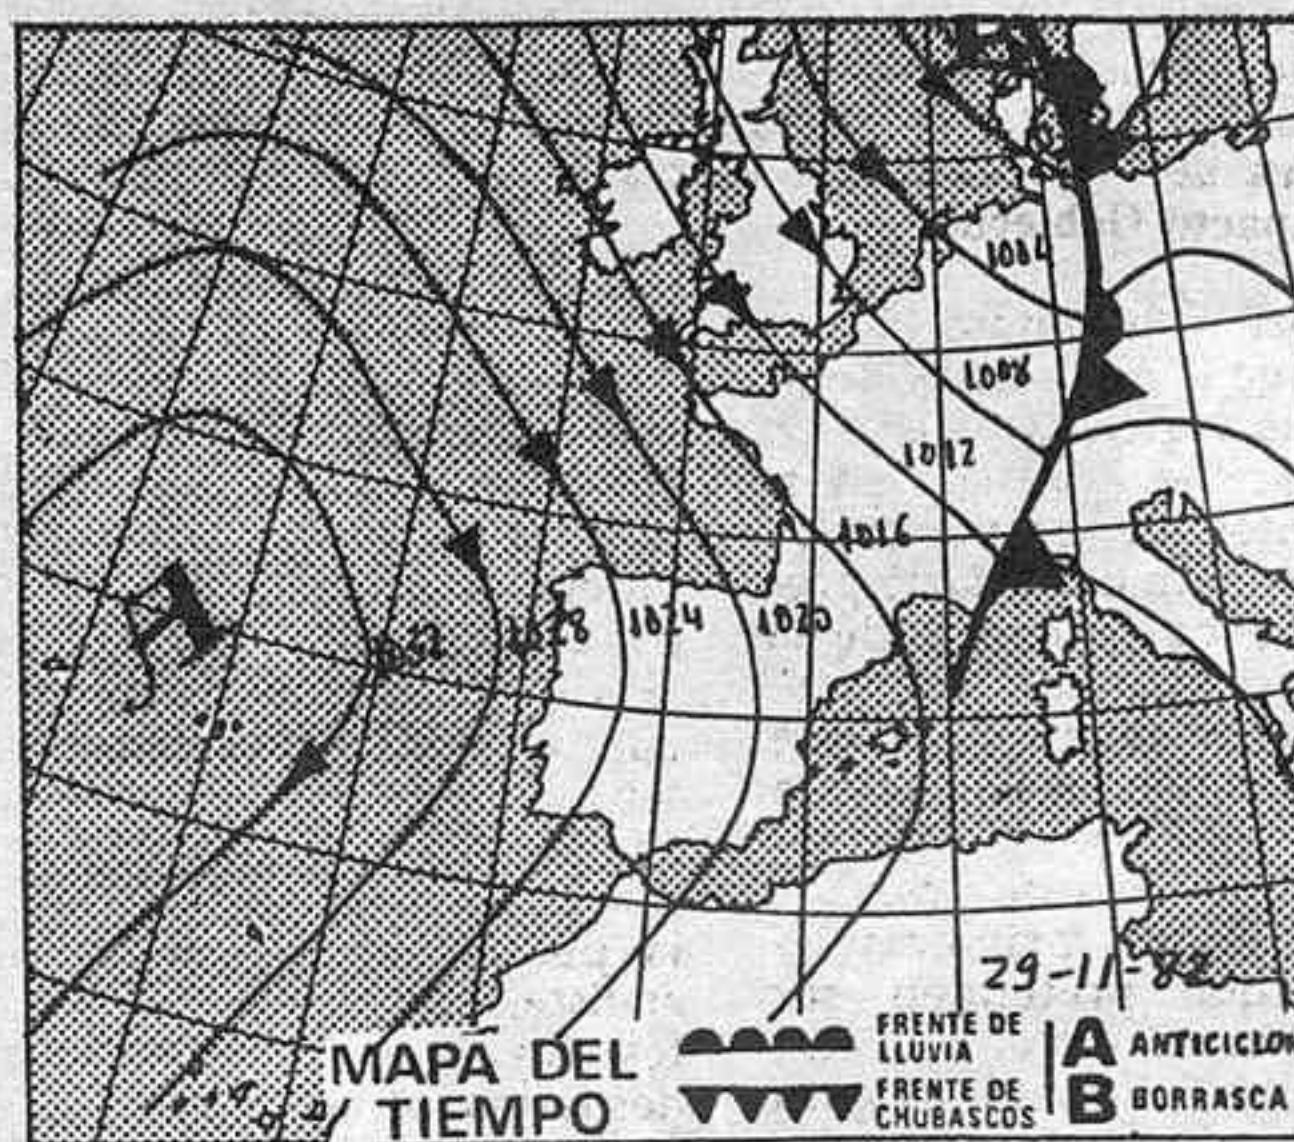 1004
1008
1012
1016
H
1032
1028
1024
1020
29-11-82
MAPA DEL
TIEMPO
FRENTE DE
LLUVIA
FRENTE DE
CHUBASCOS
A ANTICICLON
B BORRASCA